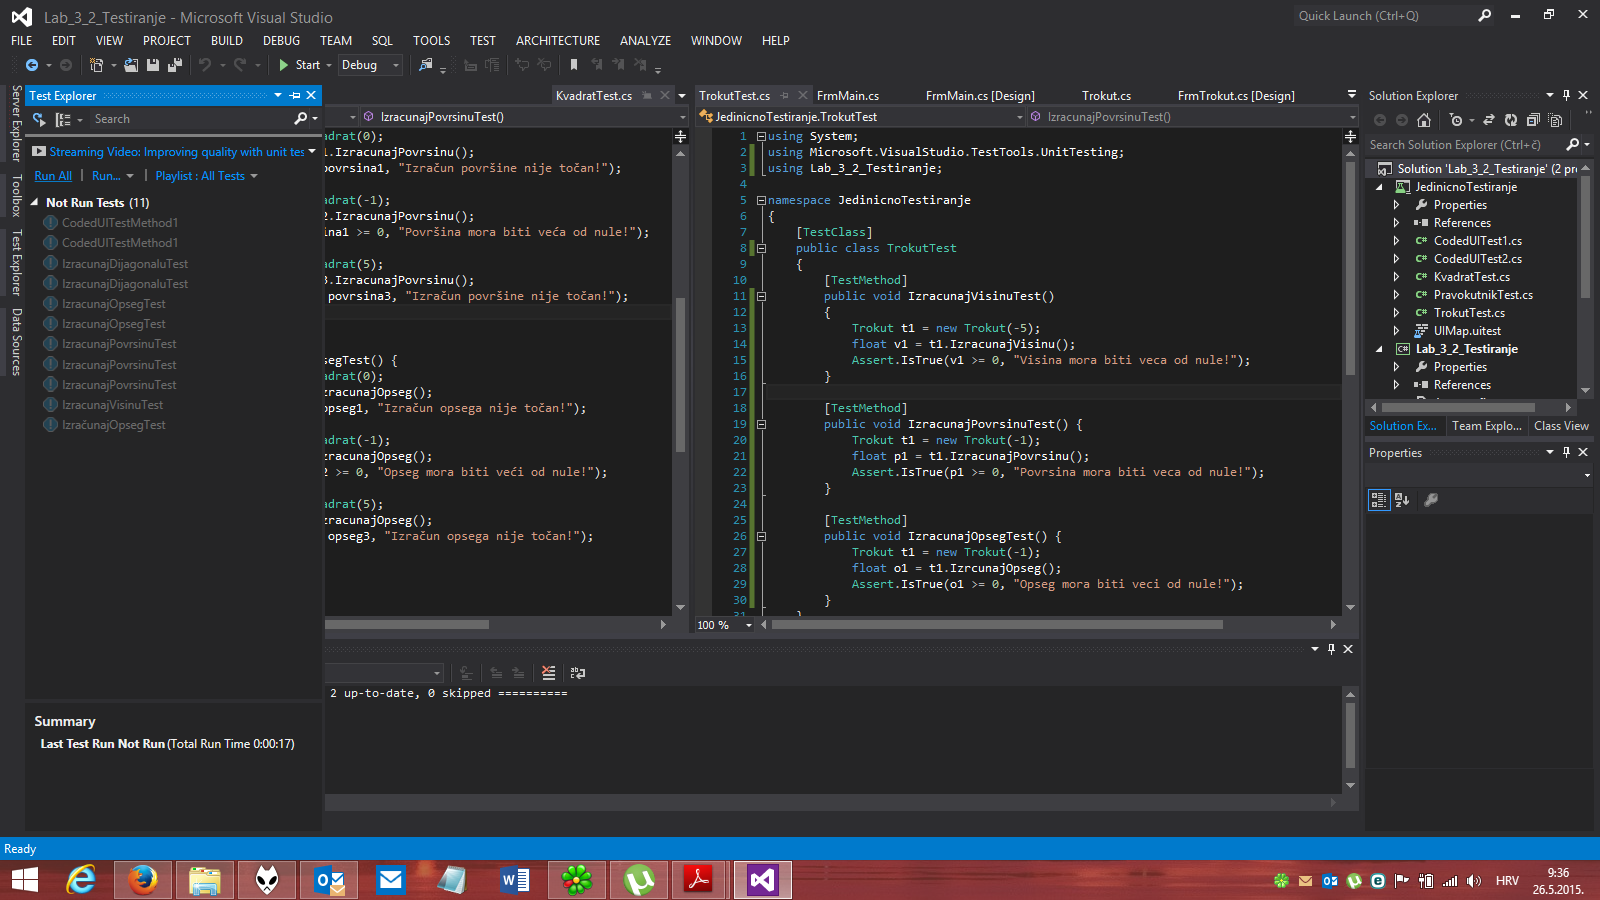 Lab_3_2_Testiranje - Microsoft Visual Studio
Quick Launch (Ctrl+Q)
FILE EDIT VIEW PROJECT BUILD DEBUG TEAM SQL TOOLS TEST ARCHITECTURE ANALYZE WINDOW HELP
Start Debug
Server Explorer
Toolbox
Test Explorer
Data Sources
Test Explorer
Search
Streaming Video: Improving quality with unit tes
Run All | Run... | Playlist : All Tests
Not Run Tests (11)
CodedUITestMethod1
CodedUITestMethod1
IzracunajDijagonaluTest
IzracunajDijagonaluTest
IzracunajOpsegTest
IzracunajOpsegTest
IzracunajPovrsinuTest
IzracunajPovrsinuTest
IzracunajPovrsinuTest
IzracunajVisinuTest
IzračunajOpsegTest
Summary
Last Test Run Not Run (Total Run Time 0:00:17)
KvadratTest.cs
IzracunajPovrsinuTest()
adrat(0);
1.IzracunajPovrsinu();
povrsina1, "Izračun površine nije točan!");
adrat(-1);
2.IzracunajPovrsinu();
ina1 >= 0, "Površina mora biti veća od nule!");
adrat(5);
3.IzracunajPovrsinu();
povrsina3, "Izračun površine nije točan!");
segTest() {
adrat(0);
zracunajOpseg();
opseg1, "Izračun opsega nije točan!");
adrat(-1);
zracunajOpseg();
2 >= 0, "Opseg mora biti veći od nule!");
adrat(5);
zracunajOpseg();
opseg3, "Izračun opsega nije točan!");
TrokutTest.cs FrmMain.cs FrmMain.cs [Design] Trokut.cs FrmTrokut.cs [Design]
JedinicnoTestiranje.TrokutTest IzracunajPovrsinuTest()
1 using System;
2 using Microsoft.VisualStudio.TestTools.UnitTesting;
3 using Lab_3_2_Testiranje;
4
5 namespace JedinicnoTestiranje
6 {
7 [TestClass]
8 public class TrokutTest
9 {
10 [TestMethod]
11 public void IzracunajVisinuTest()
12 {
13 Trokut t1 = new Trokut(-5);
14 float v1 = t1.IzracunajVisinu();
15 Assert.IsTrue(v1 >= 0, "Visina mora biti veca od nule!");
16 }
17
18 [TestMethod]
19 public void IzracunajPovrsinuTest() {
20 Trokut t1 = new Trokut(-1);
21 float p1 = t1.IzracunajPovrsinu();
22 Assert.IsTrue(p1 >= 0, "Povrsina mora biti veca od nule!");
23 }
24
25 [TestMethod]
26 public void IzracunajOpsegTest() {
27 Trokut t1 = new Trokut(-1);
28 float o1 = t1.IzrcunajOpseg();
29 Assert.IsTrue(o1 >= 0, "Opseg mora biti veci od nule!");
30 }
31 }
100 %
2 up-to-date, 0 skipped ==========
Solution Explorer
Search Solution Explorer (Ctrl+č)
Solution 'Lab_3_2_Testiranje' (2 pr
JedinicnoTestiranje
Properties
References
CodedUITest1.cs
CodedUITest2.cs
KvadratTest.cs
PravokutnikTest.cs
TrokutTest.cs
UIMap.uitest
Lab_3_2_Testiranje
Properties
References
Solution Ex... Team Explo... Class View
Properties
Ready
HRV
9:36
26.5.2015.